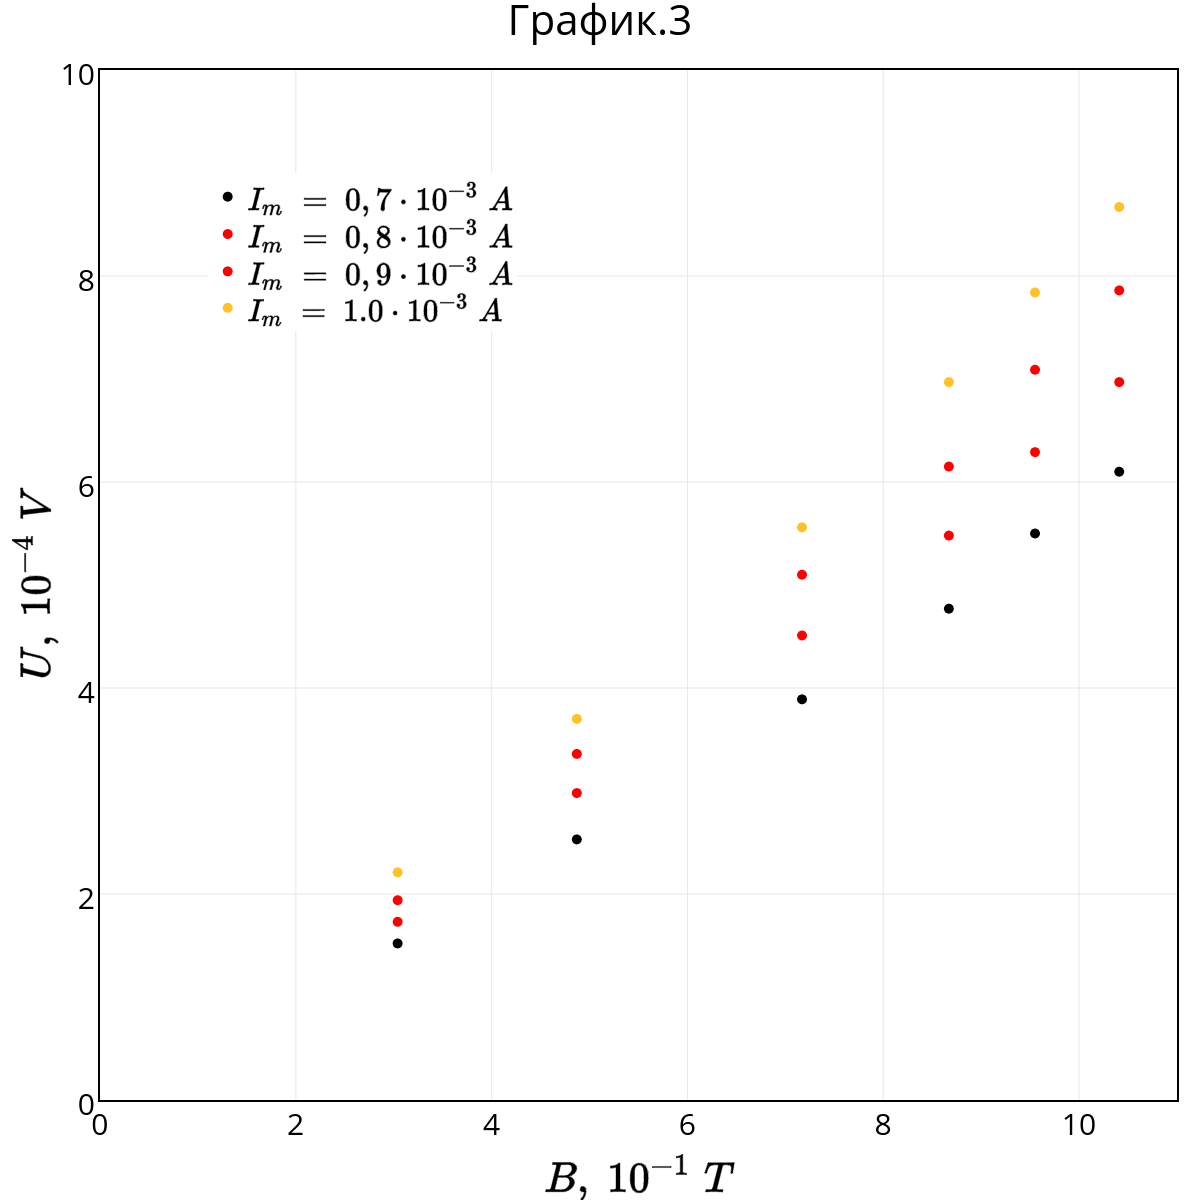 График.3
10
8
6
4
2
0
U, 10⁻⁴ V
I_m = 0,7·10⁻³ A
I_m = 0,8·10⁻³ A
I_m = 0,9·10⁻³ A
I_m = 1.0·10⁻³ A
0 2 4 6 8 10
B, 10⁻¹ T